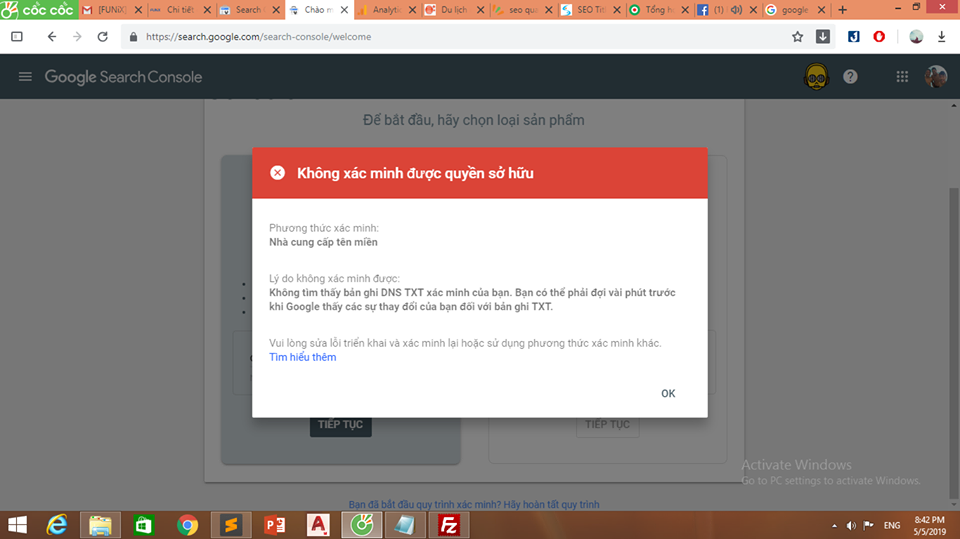 cốc cốc
[FUNiX
Chi tiết
Search
Chào m
Analytic
Du lịch
seo qua
SEO Titl
Tổng h
(1)
google
https://search.google.com/search-console/welcome
Google Search Console
Để bắt đầu, hãy chọn loại sản phẩm
Không xác minh được quyền sở hữu
Phương thức xác minh:
Nhà cung cấp tên miền
Lý do không xác minh được:
Không tìm thấy bản ghi DNS TXT xác minh của bạn. Bạn có thể phải đợi vài phút trước
khi Google thấy các sự thay đổi của bạn đối với bản ghi TXT.
Vui lòng sửa lỗi triển khai và xác minh lại hoặc sử dụng phương thức xác minh khác.
Tìm hiểu thêm
OK
TIẾP TỤC
TIẾP TỤC
Activate Windows
Go to PC settings to activate Windows.
Bạn đã bắt đầu quy trình xác minh? Hãy hoàn tất quy trình
ENG
8:42 PM
5/5/2019